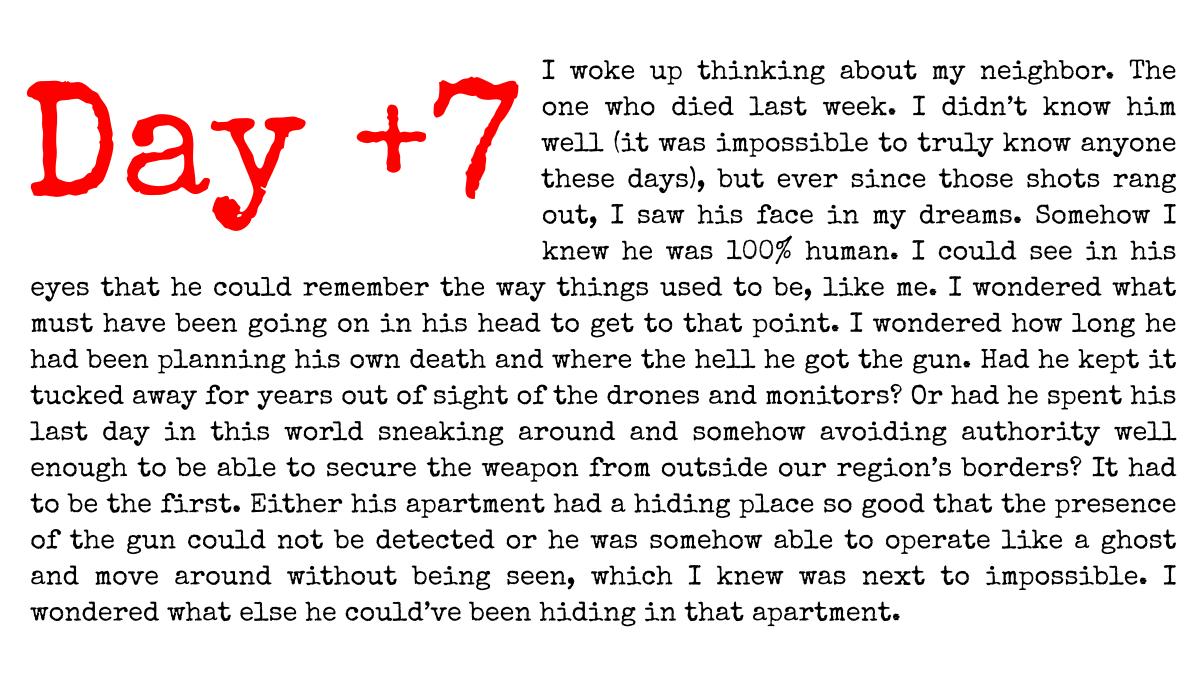 Day +7
I woke up thinking about my neighbor. The
one who died last week. I didn't know him
well (it was impossible to truly know anyone
these days), but ever since those shots rang
out, I saw his face in my dreams. Somehow I
knew he was 100% human. I could see in his
eyes that he could remember the way things used to be, like me. I wondered what
must have been going on in his head to get to that point. I wondered how long he
had been planning his own death and where the hell he got the gun. Had he kept it
tucked away for years out of sight of the drones and monitors? Or had he spent his
last day in this world sneaking around and somehow avoiding authority well
enough to be able to secure the weapon from outside our region's borders? It had
to be the first. Either his apartment had a hiding place so good that the presence
of the gun could not be detected or he was somehow able to operate like a ghost
and move around without being seen, which I knew was next to impossible. I
wondered what else he could've been hiding in that apartment.